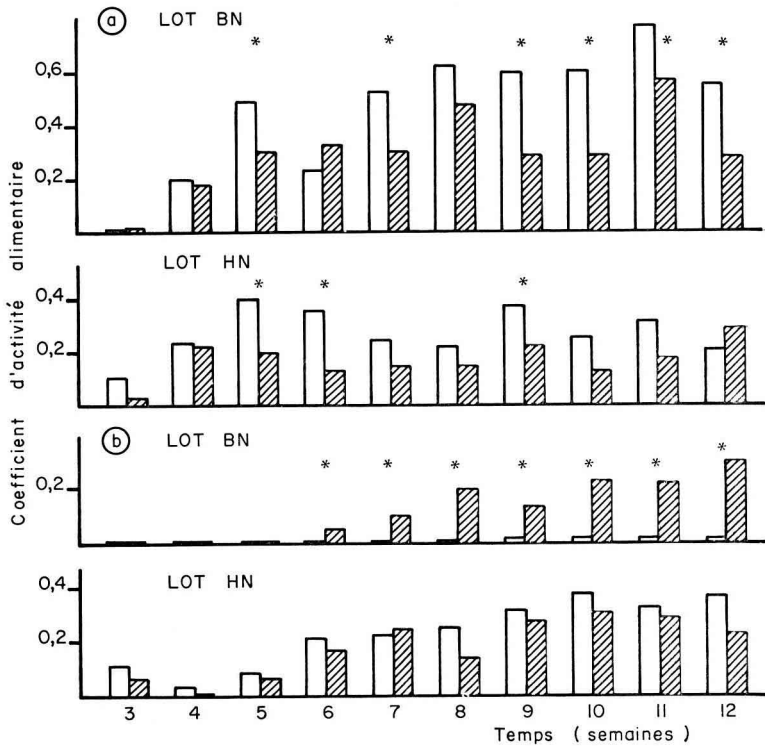 a LOT BN
* * * * * *
0,6
0,4
0,2
LOT HN
* * *
0,4
0,2
b LOT BN
* * * * * * *
0,2
LOT HN
0,4
0,2
3 4 5 6 7 8 9 10 11 12
Temps ( semaines )
Coefficient d'activité alimentaire